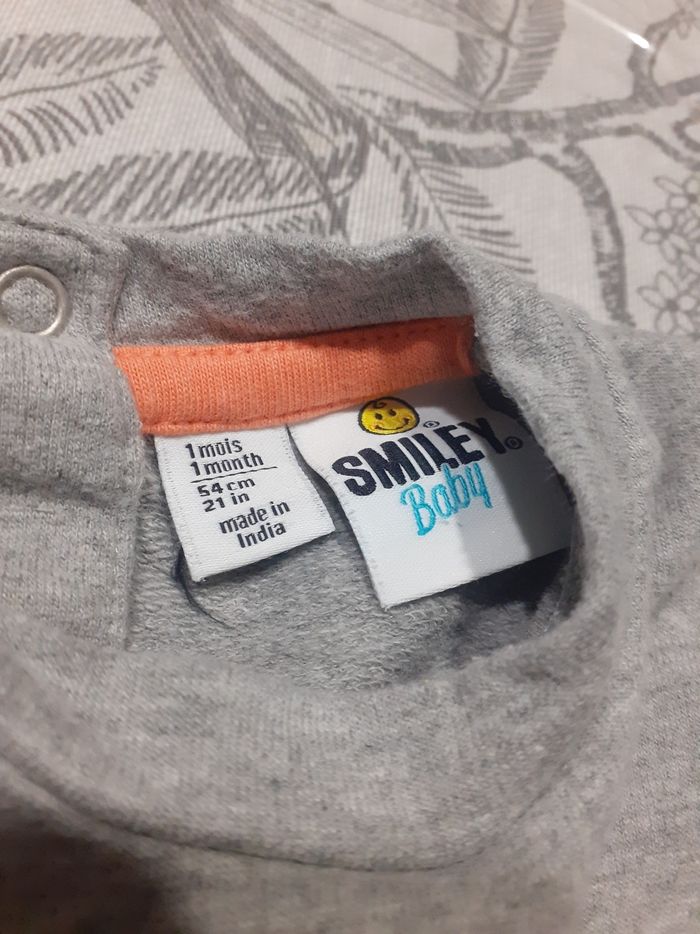 1 mois
1 month
54 cm
21 in
made in
India
SMILEY®
Baby